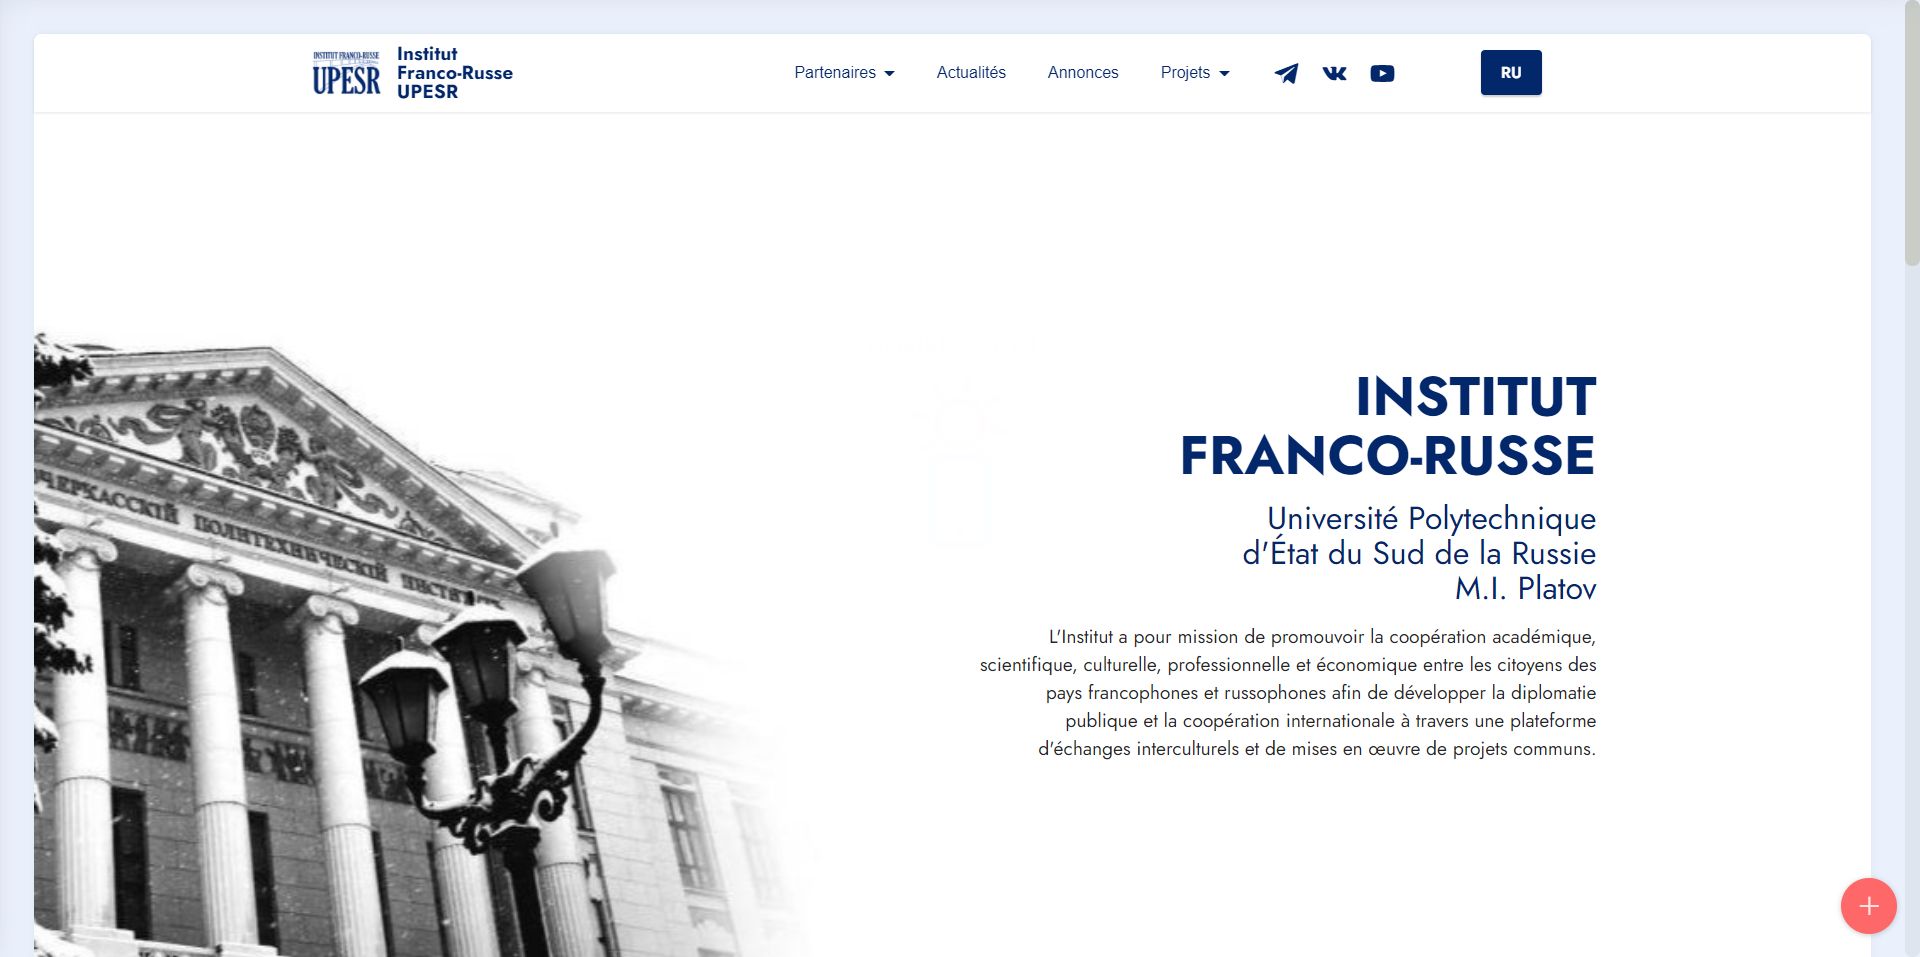 INSTITUT FRANCO-RUSSE
UPESR
Institut
Franco-Russe
UPESR
Partenaires
Actualités
Annonces
Projets
RU
INSTITUT
FRANCO-RUSSE
Université Polytechnique
d'État du Sud de la Russie
M.I. Platov
L'Institut a pour mission de promouvoir la coopération académique,
scientifique, culturelle, professionnelle et économique entre les citoyens des
pays francophones et russophones afin de développer la diplomatie
publique et la coopération internationale à travers une plateforme
d'échanges interculturels et de mises en œuvre de projets communs.
ЧЕРКАССКІЙ ПОЛИТЕХНИЧЕСКІЙ ИНСТИТУТЪ